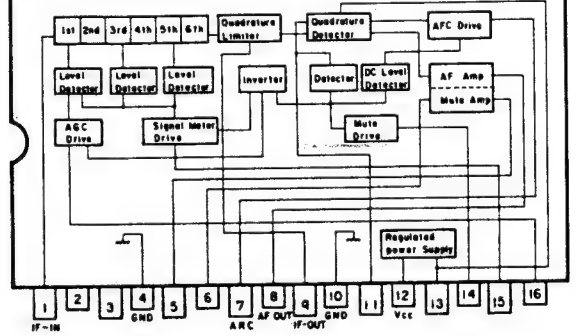 1st 2nd 3rd 4th 5th 6th
Quadrature
Limiter
Quadrature
Detector
AFC Drive
Level
Detector
Level
Detector
Level
Detector
Inverter
Detector
DC Level
Detector
AF Amp
Mute Amp
AGC
Drive
Signal Meter
Drive
Mute
Drive
Regulated
power Supply
1 2 3 4 5 6 7 8 9 10 11 12 13 14 15 16
IF-IN GND ARC AF OUT IF-OUT GND Vcc